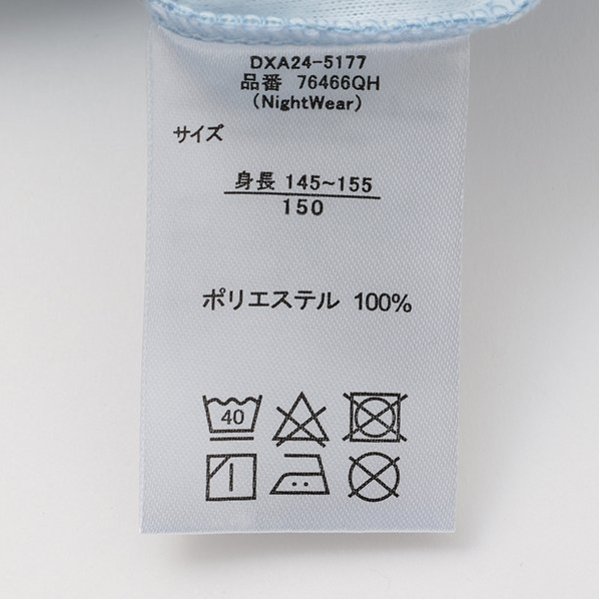 DXA24-5177
品番 76466QH
(NightWear)
サイズ
身長 145~155
150
ポリエステル 100%
40